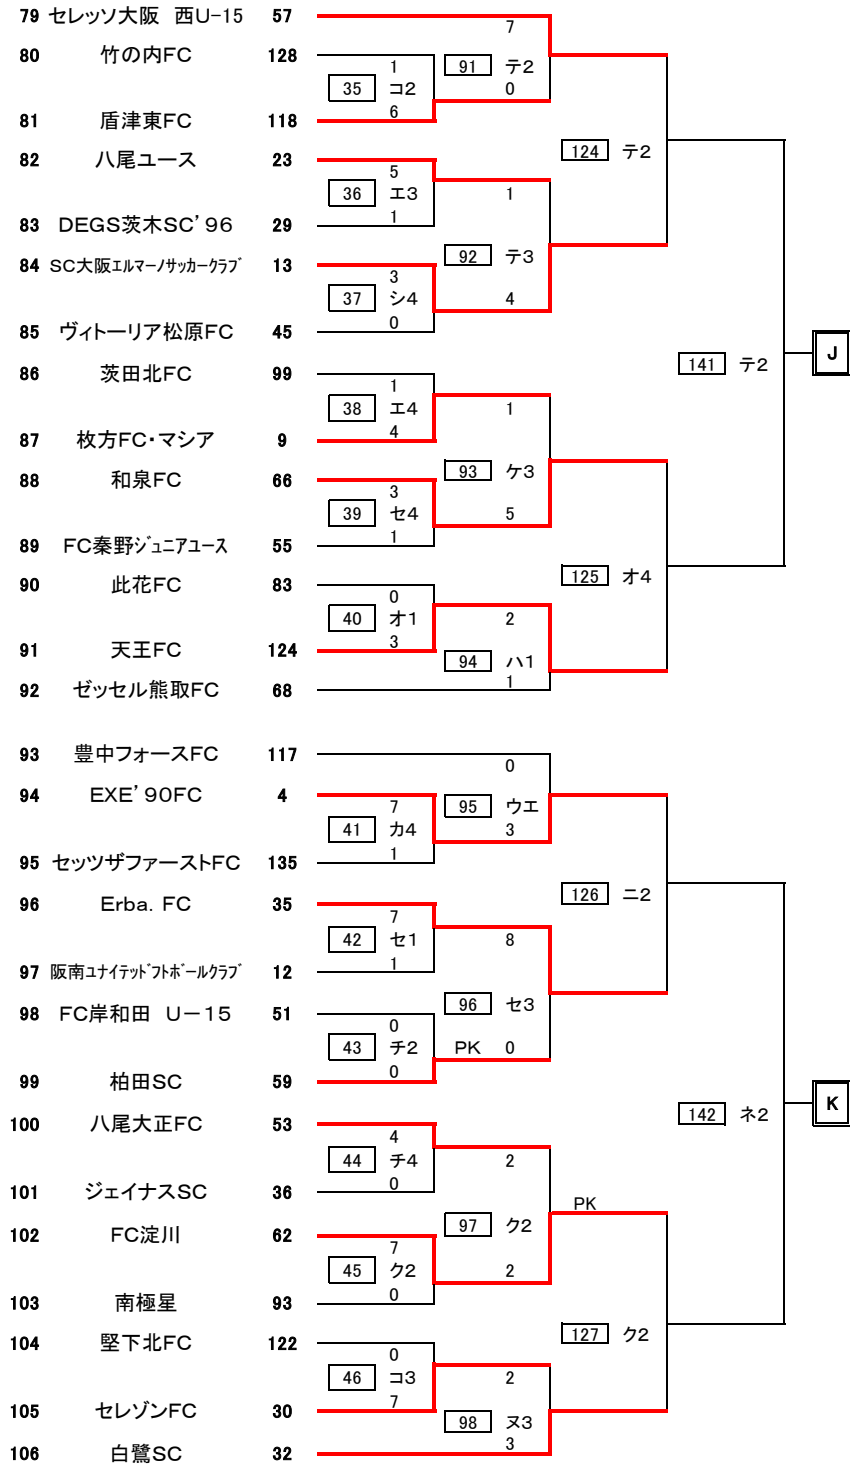 79 セレッソ大阪　西U-15 57
7
80 竹の内FC 128
1
91 テ2
35 コ2
0
6
81 盾津東FC 118
124 テ2
82 八尾ユース 23
5
36 エ3
1
1
83 DEGS茨木SC’96 29
92 テ3
84 SC大阪エルマーノサッカークラブ 13
3
37 シ4
4
0
85 ヴィトーリア松原FC 45
J
141 テ2
86 茨田北FC 99
1
38 エ4
1
4
87 枚方FC・マシア 9
93 ケ3
88 和泉FC 66
3
39 セ4
5
1
89 FC秦野ジュニアユース 55
125 オ4
90 此花FC 83
0
40 オ1
2
3
91 天王FC 124
94 ハ1
1
92 ゼッセル熊取FC 68
93 豊中フォースFC 117
0
94 EXE’90FC 4
7
95 ウエ
41 カ4
3
1
95 セッツザファーストFC 135
126 ニ2
96 Erba. FC 35
7
42 セ1
8
1
97 阪南ユナイテッドフトボールクラブ 12
96 セ3
98 FC岸和田　U－15 51
0
43 チ2
PK 0
0
99 柏田SC 59
K
142 ネ2
100 八尾大正FC 53
4
44 チ4
2
0
101 ジェイナスSC 36
PK
97 ク2
102 FC淀川 62
7
45 ク2
2
0
103 南極星 93
127 ク2
104 堅下北FC 122
0
46 コ3
2
7
105 セレゾンFC 30
98 ヌ3
3
106 白鷺SC 32